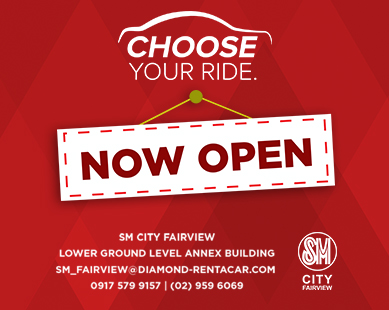 CHOOSE
YOUR RIDE.
NOW OPEN
SM CITY FAIRVIEW
LOWER GROUND LEVEL ANNEX BUILDING
SM_FAIRVIEW@DIAMOND-RENTACAR.COM
0917 579 9157 | (02) 959 6069
SM
CITY
FAIRVIEW